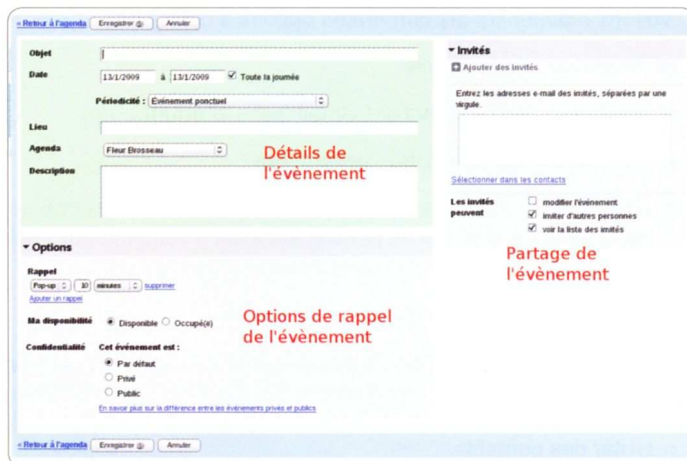 « Retour à l'agenda Enregistrer Annuler
Objet
Date 13/1/2009 à 13/1/2009 Toute la journée
Périodicité : Événement ponctuel
Lieu
Agenda Fleur Brosseau
Description
Détails de
l'évènement
Options
Rappel
Pop-up 10 minutes supprimer
Ajouter un rappel
Ma disponibilité Disponible Occupé(e)
Confidentialité Cet événement est :
Par défaut
Privé
Public
En savoir plus sur la différence entre les événements privés et publics
Options de rappel
de l'évènement
Invités
Ajouter des invités
Entrez les adresses e-mail des invités, séparées par une
virgule.
Sélectionner dans les contacts
Les invités
peuvent
modifier l'événement
inviter d'autres personnes
voir la liste des invités
Partage de
l'évènement
« Retour à l'agenda Enregistrer Annuler